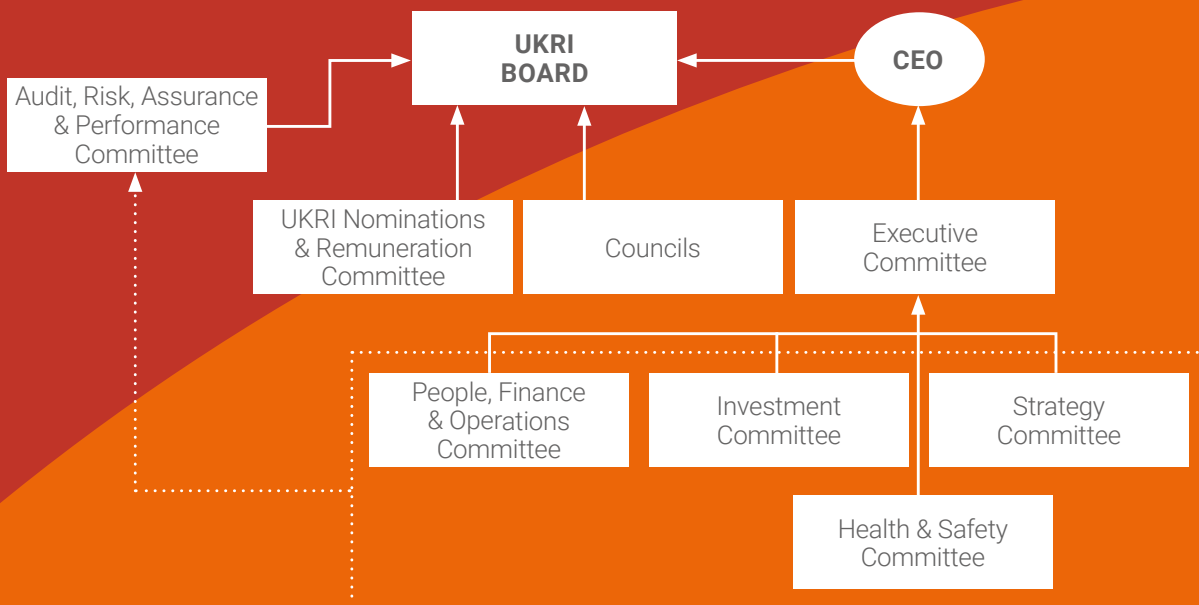 UKRI
BOARD
CEO
Audit, Risk, Assurance
& Performance
Committee
UKRI Nominations
& Remuneration
Committee
Councils
Executive
Committee
People, Finance
& Operations
Committee
Investment
Committee
Strategy
Committee
Health & Safety
Committee